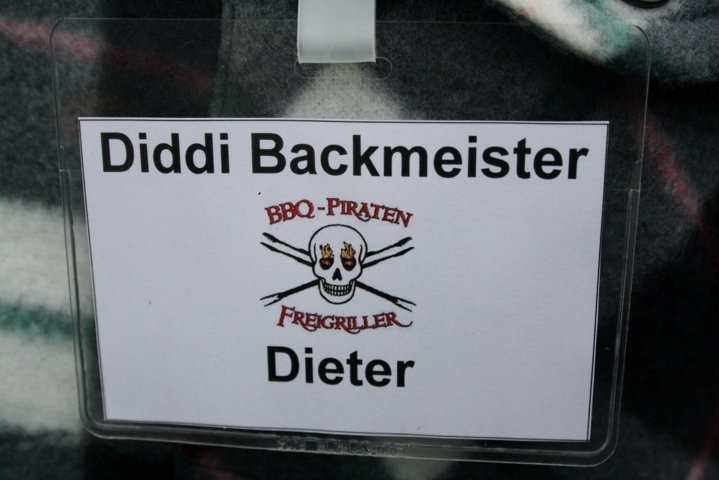 Diddi Backmeister
BBQ-PIRATEN
FREIGRILLER
Dieter